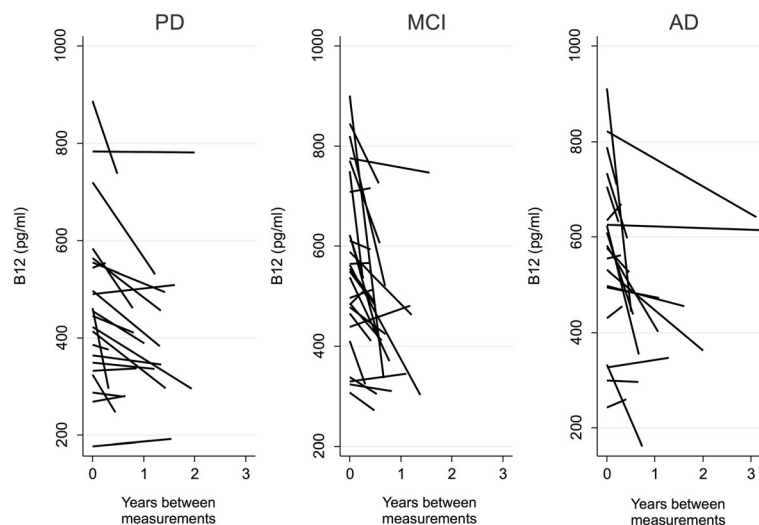 PD
MCI
AD
B12 (pg/ml)
1000
800
600
400
200
0
1
2
3
Years between
measurements
B12 (pg/ml)
1000
800
600
400
200
0
1
2
3
Years between
measurements
B12 (pg/ml)
1000
800
600
400
200
0
1
2
3
Years between
measurements